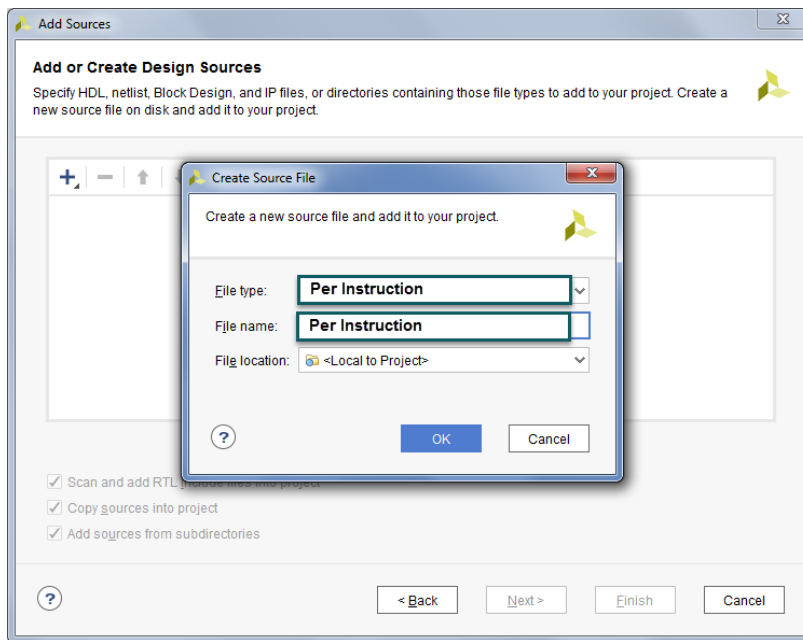 Add Sources
Add or Create Design Sources
Specify HDL, netlist, Block Design, and IP files, or directories containing those file types to add to your project. Create a
new source file on disk and add it to your project.
Create Source File
Create a new source file and add it to your project.
File type: Per Instruction
File name: Per Instruction
File location: <Local to Project>
? OK Cancel
Scan and add RTL include files into project
Copy sources into project
Add sources from subdirectories
? < Back Next > Finish Cancel